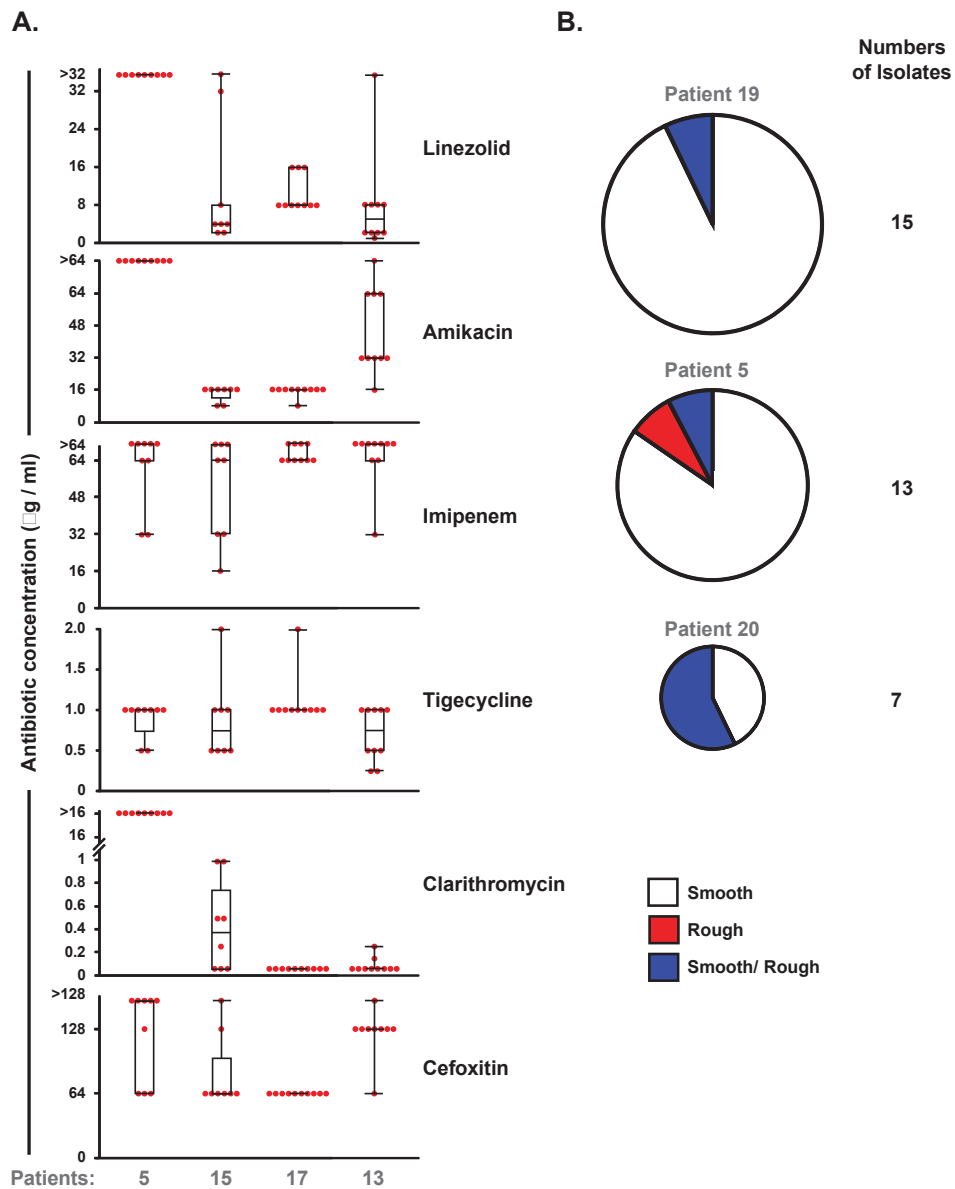 A.
B.
Numbers
of Isolates
Antibiotic concentration (□g / ml)
>32
32
24
16
8
0
Linezolid
>64
64
48
32
16
0
Amikacin
>64
64
48
32
16
0
Imipenem
2.0
1.0
0.5
0
Tigecycline
>16
16
1
0.8
0.6
0.4
0.2
0
Clarithromycin
>128
128
64
0
Cefoxitin
Patients: 5 15 17 13
Patient 19
15
Patient 5
13
Patient 20
7
Smooth
Rough
Smooth/ Rough